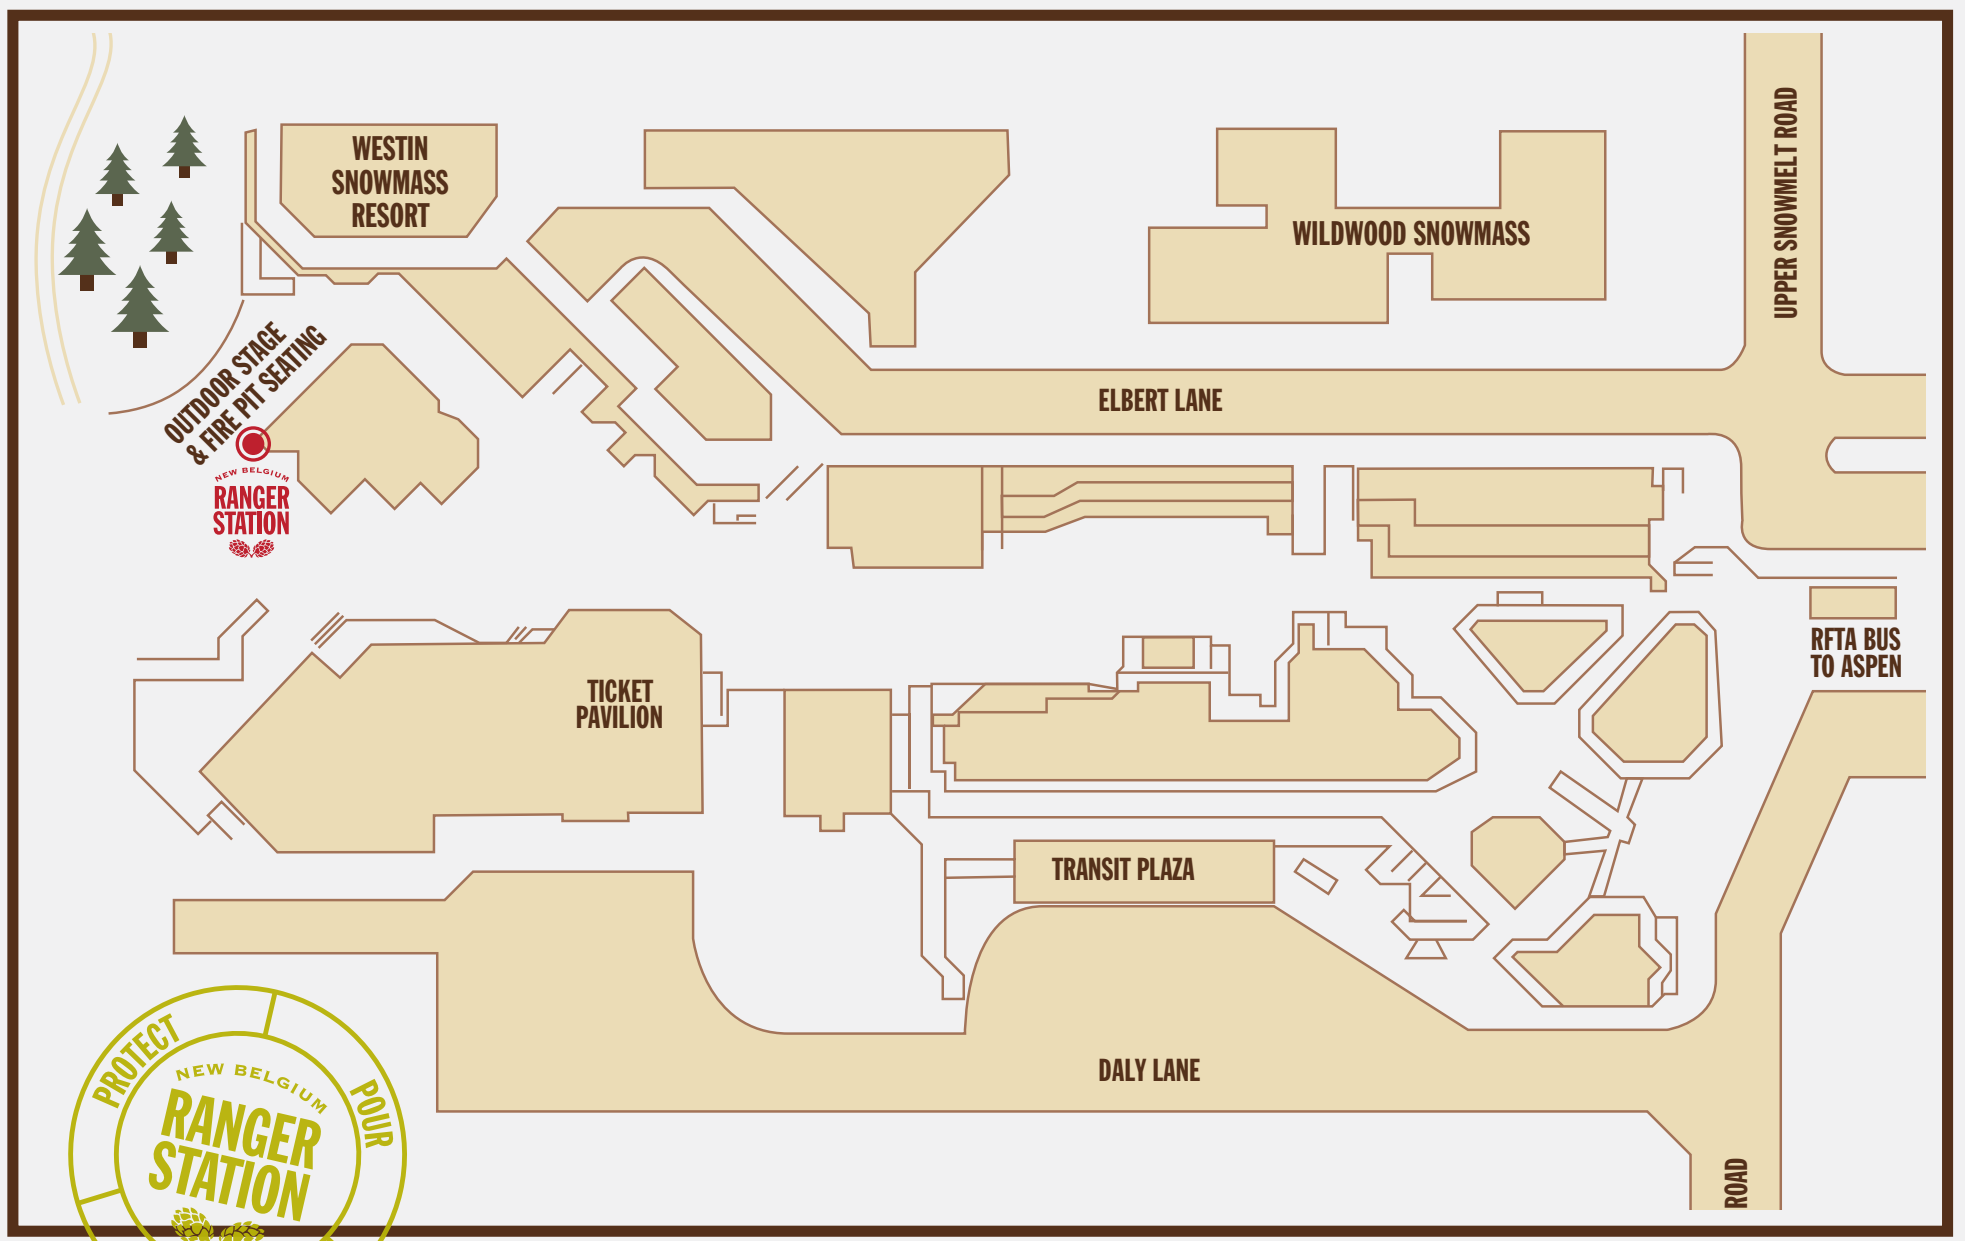 WESTIN
SNOWMASS
RESORT
WILDWOOD SNOWMASS
UPPER SNOWMELT ROAD
OUTDOOR STAGE
& FIRE PIT SEATING
ELBERT LANE
NEW BELGIUM
RANGER
STATION
RFTA BUS
TO ASPEN
TICKET
PAVILION
TRANSIT PLAZA
DALY LANE
ROAD
PROTECT
POUR
NEW BELGIUM
RANGER
STATION